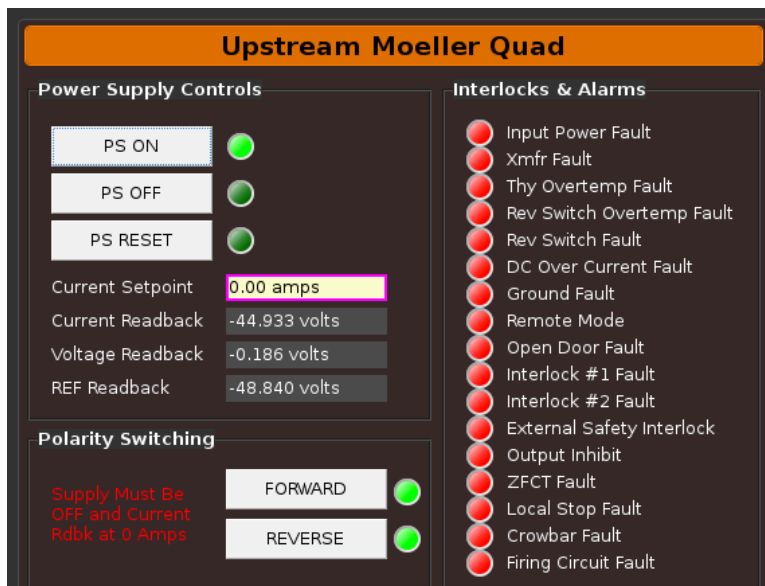 Upstream Moeller Quad
Power Supply Controls
PS ON
PS OFF
PS RESET
Current Setpoint 0.00 amps
Current Readback -44.933 volts
Voltage Readback -0.186 volts
REF Readback -48.840 volts
Polarity Switching
Supply Must Be
OFF and Current
Rdbk at 0 Amps
FORWARD
REVERSE
Interlocks & Alarms
Input Power Fault
Xmfr Fault
Thy Overtemp Fault
Rev Switch Overtemp Fault
Rev Switch Fault
DC Over Current Fault
Ground Fault
Remote Mode
Open Door Fault
Interlock #1 Fault
Interlock #2 Fault
External Safety Interlock
Output Inhibit
ZFCT Fault
Local Stop Fault
Crowbar Fault
Firing Circuit Fault